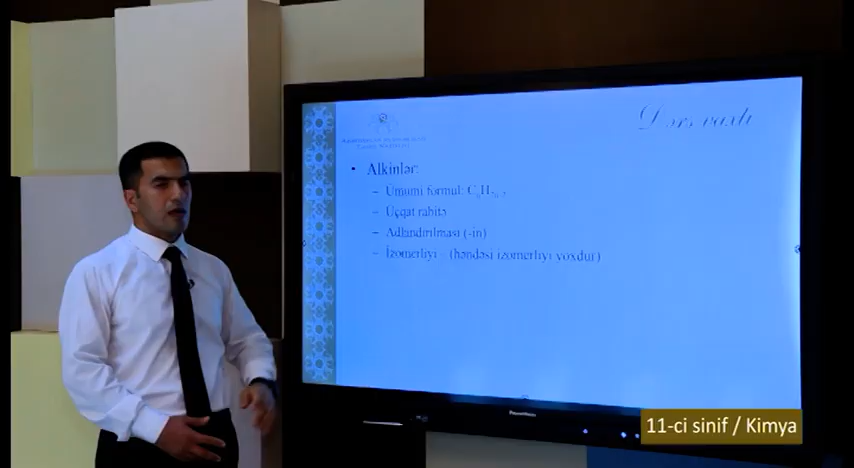 Dərs vaxtı
• Alkinlər:
– Ümumi formul: CnH2n-2
– Üçqat rabitə
– Adlandırılması (-in)
– İzomerliyi – (həndəsi izomerliyi yoxdur)
11-ci sinif / Kimya